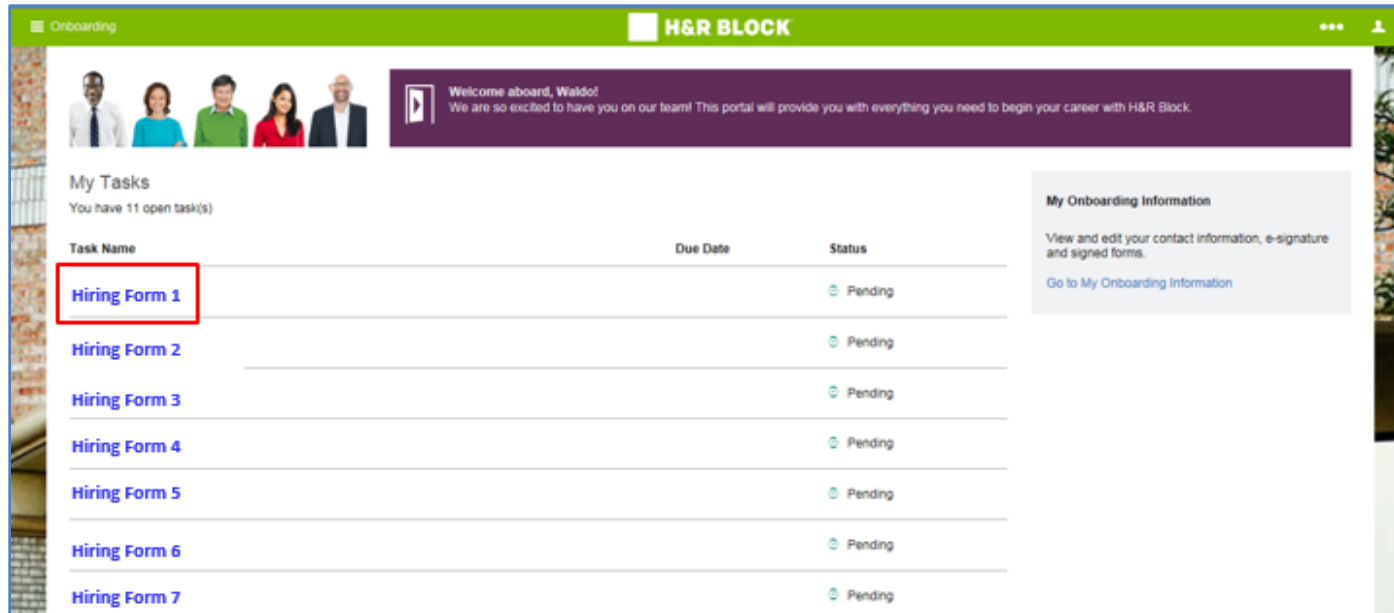 Onboarding
H&R BLOCK
Welcome aboard, Waldo!
We are so excited to have you on our team! This portal will provide you with everything you need to begin your career with H&R Block.
My Tasks
You have 11 open task(s)
Task Name Due Date Status
Hiring Form 1 Pending
Hiring Form 2 Pending
Hiring Form 3 Pending
Hiring Form 4 Pending
Hiring Form 5 Pending
Hiring Form 6 Pending
Hiring Form 7 Pending
My Onboarding Information
View and edit your contact information, e-signature
and signed forms.
Go to My Onboarding Information